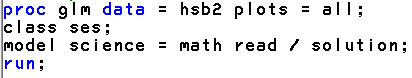 proc glm data = hsb2 plots = all;
class ses;
model science = math read / solution;
run;